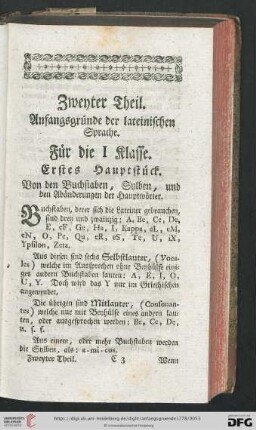 Zweyter Theil.
Anfangsgründe der lateinischen
Sprache.
Für die I Klasse.
Erstes Hauptstück.
Von den Buchstaben, Sylben, und
den Abänderungen der Hauptwörter.
Buchstaben, derer sich die Lateiner gebrauchen,
sind drey und zwainzig: A, Be, Ce, De,
E, eF, Ge, Ha, I, Kappa, eL, eM,
eN, O, Pe, Qu, eR, eS, Te, U, iX,
Ypsilon, Zeta.
Aus diesen sind sechs Selbstlauter, (Voca-
les) welche im Aussprechen ohne Beyhülfe eini-
ges andern Buchstaben lauten: A, E, I, O,
U, Y. Doch wird das Y nur im Griechischen
angewendet.
Die übrigen sind Mitlauter, (Consonan-
tes) welche nur mit Beyhülfe eines andern lau-
ten, oder ausgesprochen werden: Be, Ce, De,
u. s. f.
Aus einem, oder mehr Buchstaben werden
die Sylben, als: a-mi-cos.
Zweyter Theil. C 3 Wenn
DFG